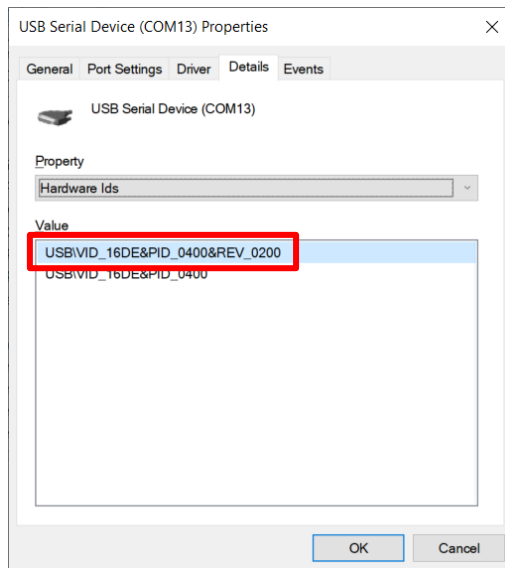 USB Serial Device (COM13) Properties
General Port Settings Driver Details Events
USB Serial Device (COM13)
Property
Hardware Ids
Value
USB\VID_16DE&PID_0400&REV_0200
USB\VID_16DE&PID_0400
OK Cancel